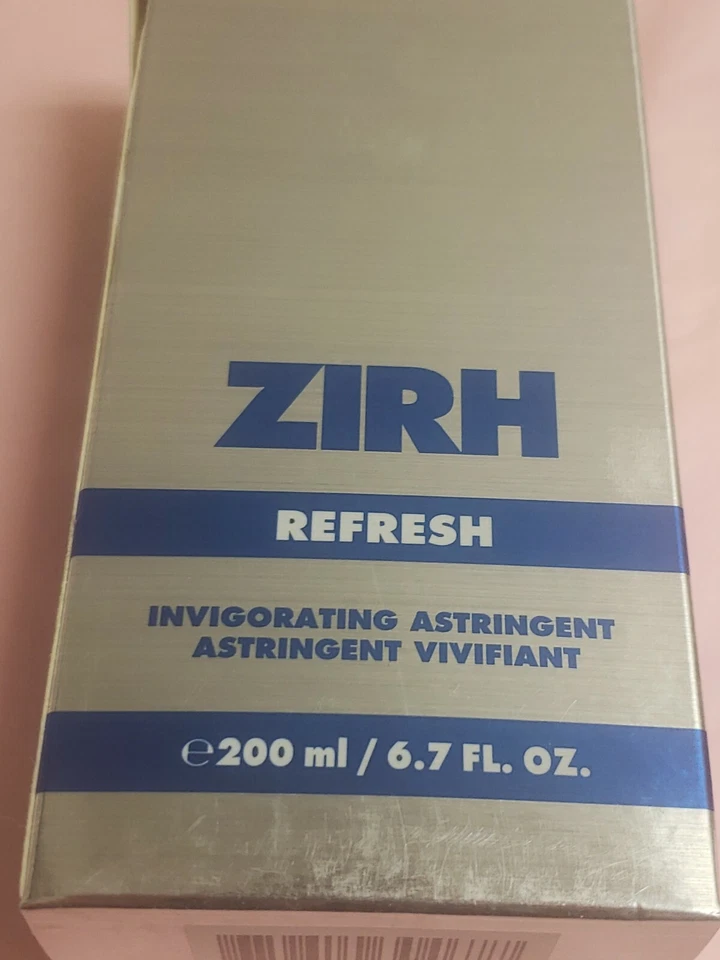 ZIRH
REFRESH
INVIGORATING ASTRINGENT
ASTRINGENT VIVIFIANT
℮200 ml / 6.7 FL. OZ.